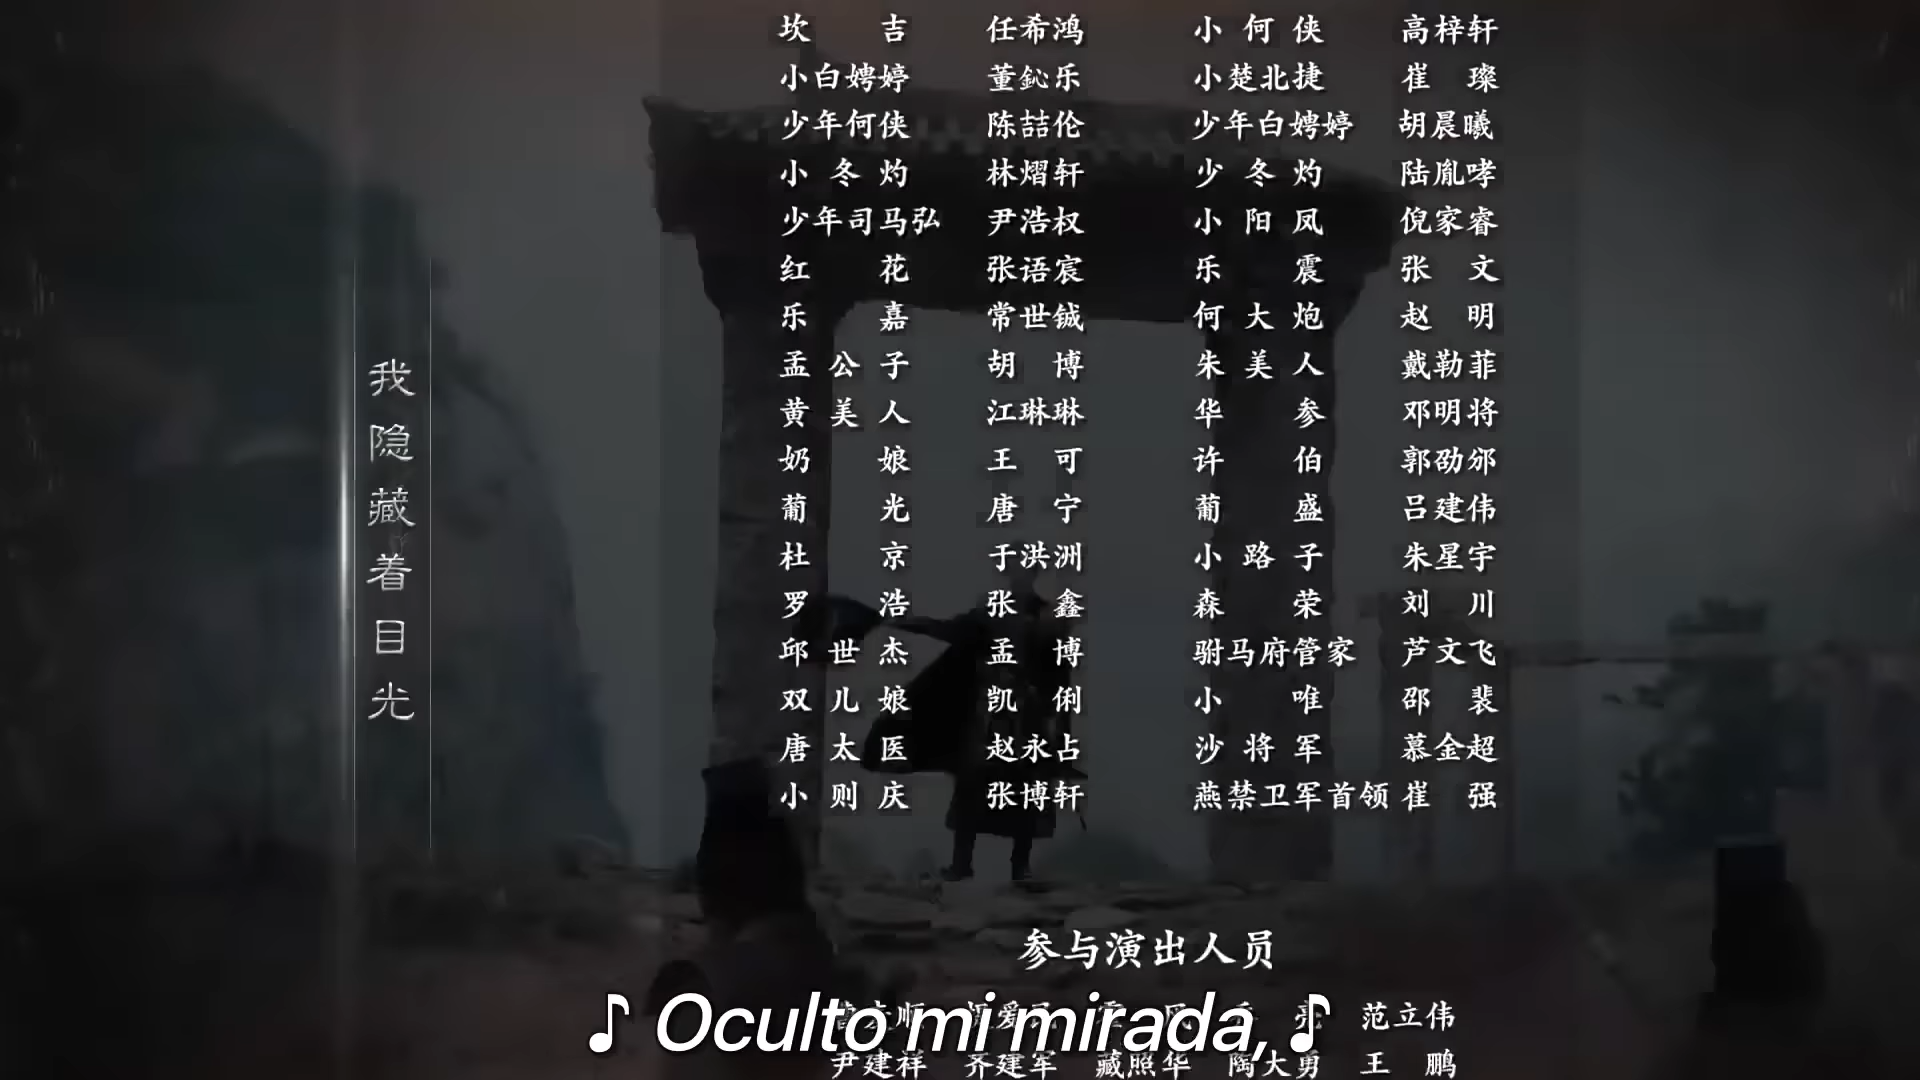 坎吉 任希鸿 小何侠 高梓轩
小白娉婷 董鈊乐 小楚北捷 崔璨
少年何侠 陈喆伦 少年白娉婷 胡晨曦
小冬灼 林熠轩 少冬灼 陆胤哮
少年司马弘 尹浩权 小阳凤 倪家睿
红花 张语宸 乐震 张文
乐嘉 常世铖 何大炮 赵明
孟公子 胡博 朱美人 戴勒菲
黄美人 江琳琳 华参 邓明将
奶娘 王可 许伯 郭劭邠
葡光 唐宁 葡盛 吕建伟
杜京 于洪洲 小路子 朱星宇
罗浩 张鑫 森荣 刘川
邱世杰 孟博 驸马府管家 芦文飞
双儿娘 凯俐 小唯 邵裴
唐太医 赵永占 沙将军 慕金超
小则庆 张博轩 燕禁卫军首领 崔强
我隐藏着目光
参与演出人员
范立伟
♪ Oculto mi mirada, ♪
尹建祥 齐建军 藏照华 陶大勇 王鹏